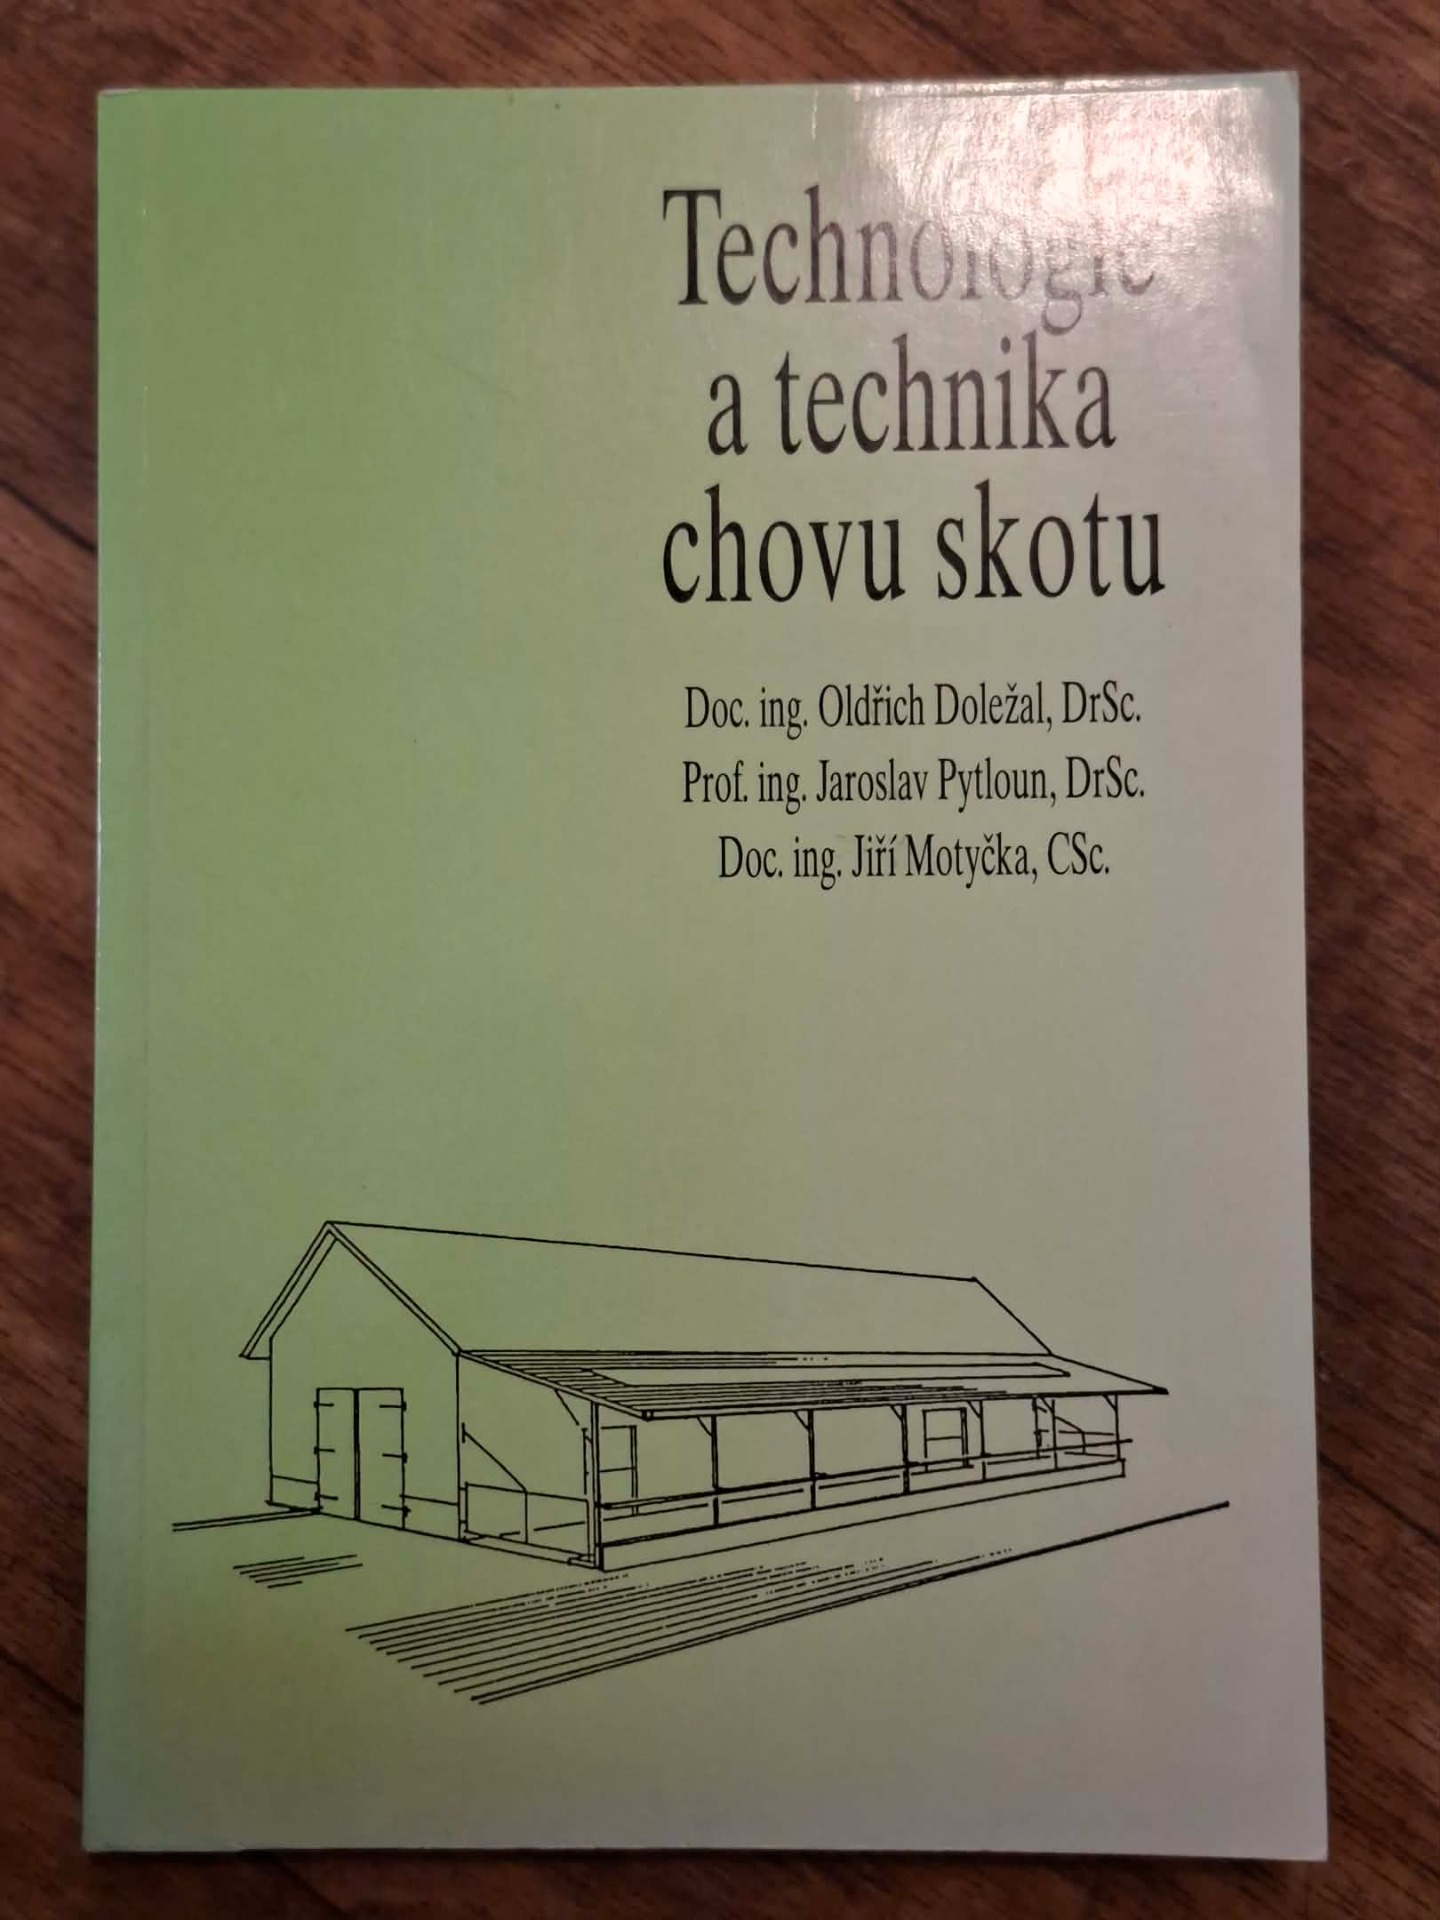 Technologie
a technika
chovu skotu
Doc. ing. Oldřich Doležal, DrSc.
Prof. ing. Jaroslav Pytloun, DrSc.
Doc. ing. Jiří Motyčka, CSc.